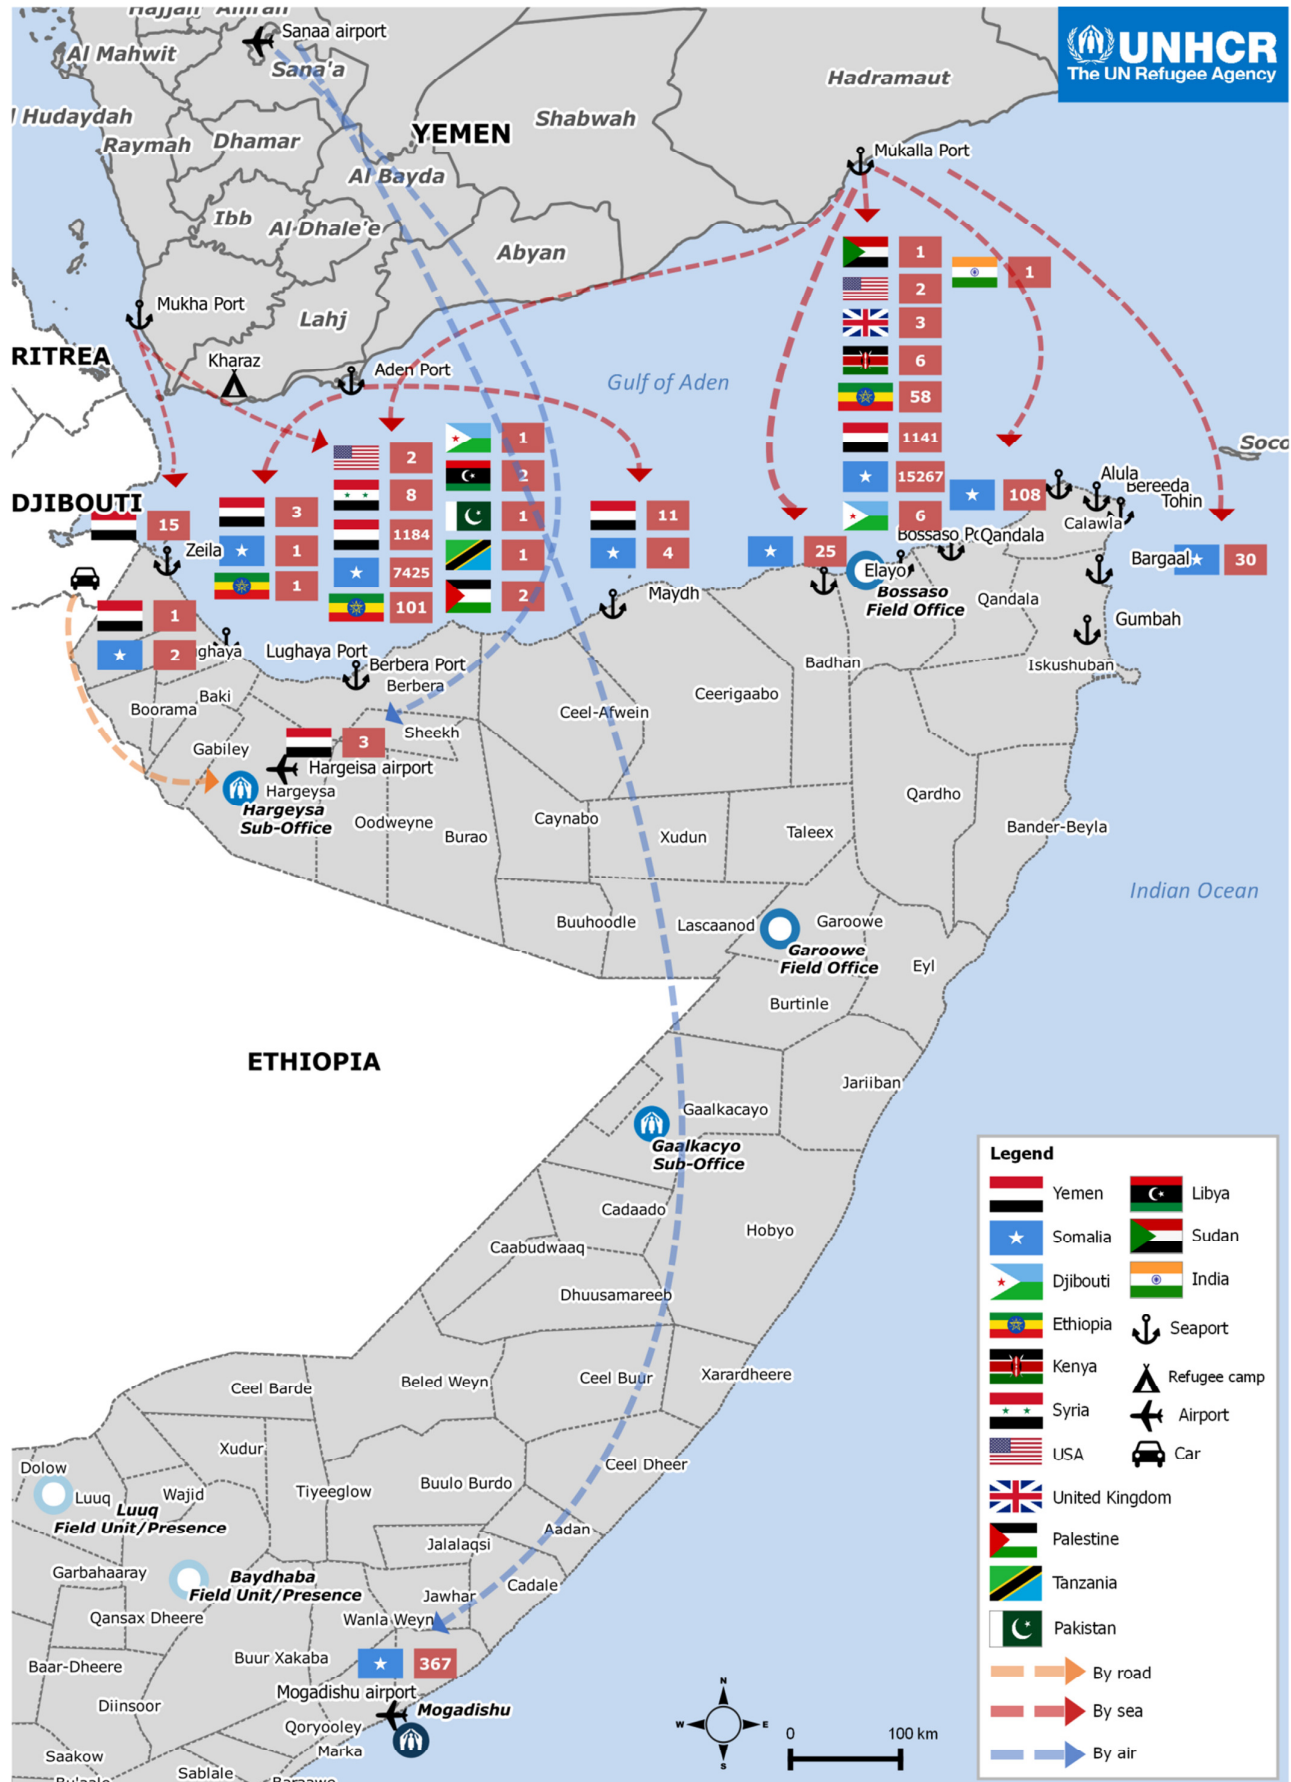 Hajjah Amran
Sanaa airport
Al Mahwit
Sana'a
UNHCR
The UN Refugee Agency
Hadramaut
l Hudaydah
Raymah
Dhamar
YEMEN
Shabwah
Mukalla Port
Al Bayda
Ibb
Al Dhale'e
Abyan
1
1
2
Mukha Port
Lahj
3
RITREA
Kharaz
Aden Port
Gulf of Aden
6
58
1
1141
2
2
15267
Soco
8
108
Alula
Bereeda
Tohin
DJIBOUTI
15
3
1
11
6
Calawla
1184
Bossaso Po
Qandala
Zeila
1
1
4
25
Elayo
Bargaal
30
7425
Bossaso
Field Office
1
101
2
Maydh
Qandala
1
Gumbah
2
ghaya
Lughaya Port
Berbera Port
Badhan
Iskushuban
Berbera
Baki
Boorama
Ceerigaabo
Ceel-Afwein
Gabiley
3
Sheekh
Hargeisa airport
Hargeysa
Hargeysa
Sub-Office
Qardho
Oodweyne
Caynabo
Burao
Xudun
Taleex
Bander-Beyla
Indian Ocean
Buuhoodle
Lascaanod
Garoowe
Garoowe
Field Office
Eyl
Burtinle
ETHIOPIA
Jariiban
Gaalkacayo
Gaalkacyo
Sub-Office
Cadaado
Hobyo
Caabudwaaq
Dhuusamareeb
Ceel Barde
Beled Weyn
Ceel Buur
Xarardheere
Xudur
Dolow
Luuq
Luuq
Field Unit/Presence
Wajid
Tiyeeglow
Buulo Burdo
Ceel Dheer
Aadan
Jalalaqsi
Garbahaaray
Baydhaba
Field Unit/Presence
Cadale
Jawhar
Qansax Dheere
Wanla Weyn
Baar-Dheere
Buur Xakaba
367
Mogadishu airport
Diinsoor
Mogadishu
Qoryooley
Marka
Saakow
Sablale
Bu'aale
Baraawe
N
W
E
S
0
100 km
Legend
Yemen
Libya
Somalia
Sudan
Djibouti
India
Ethiopia
Seaport
Kenya
Refugee camp
Syria
Airport
USA
Car
United Kingdom
Palestine
Tanzania
Pakistan
By road
By sea
By air